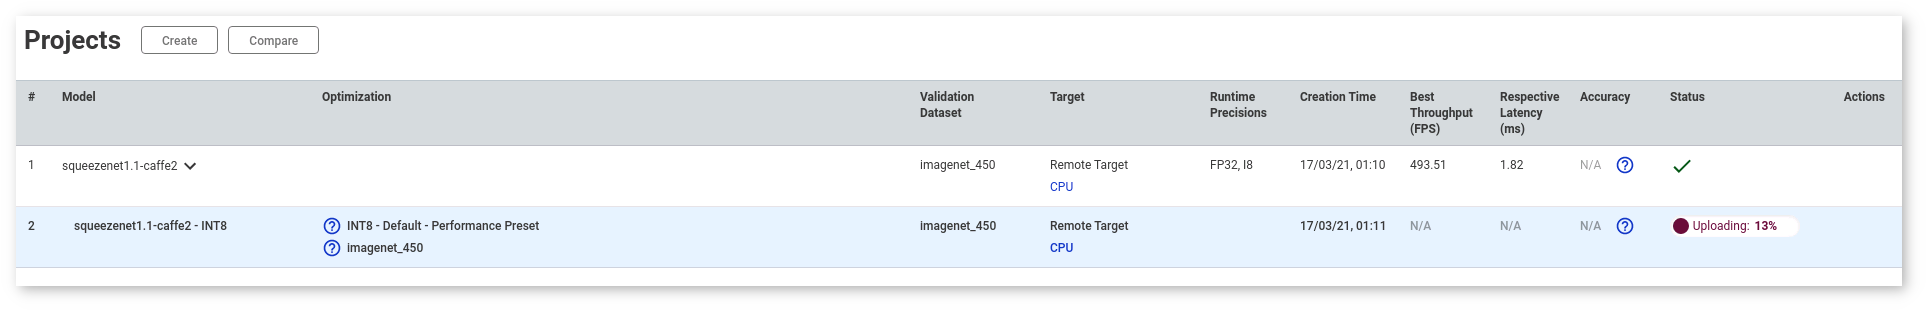 Projects Create Compare
# Model Optimization Validation Dataset Target Runtime Precisions Creation Time Best Throughput (FPS) Respective Latency (ms) Accuracy Status Actions
1 squeezenet1.1-caffe2 imagenet_450 Remote Target FP32, I8 17/03/21, 01:10 493.51 1.82 N/A
CPU
2 squeezenet1.1-caffe2 - INT8 INT8 - Default - Performance Preset imagenet_450 Remote Target 17/03/21, 01:11 N/A N/A N/A Uploading: 13%
imagenet_450 CPU